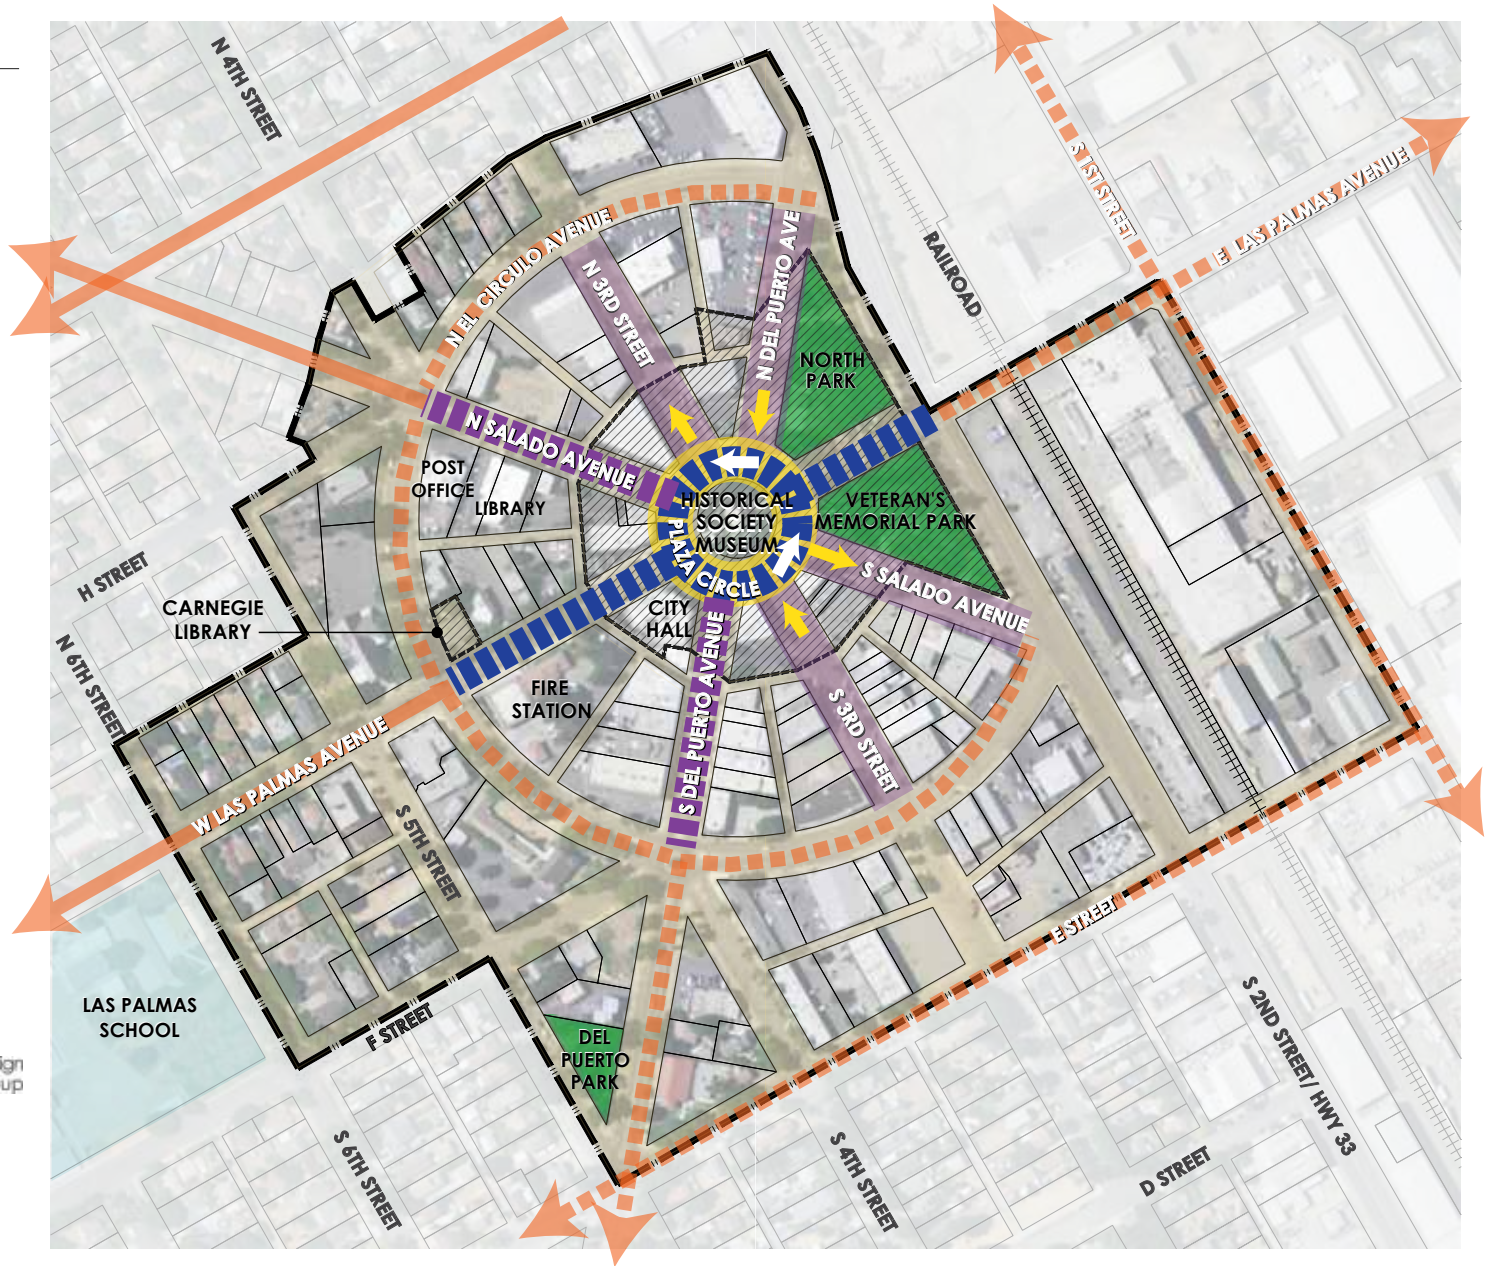 N 4TH STREET
S 1ST STREET
E. LAS PALMAS AVENUE
RAILROAD
N EL CIRCULO AVENUE
N 3RD STREET
N DEL PUERTO AVE
NORTH
PARK
N SALADO AVENUE
POST
OFFICE
LIBRARY
HISTORICAL
SOCIETY
MUSEUM
PLAZA CIRCLE
VETERAN'S
MEMORIAL PARK
S SALADO AVENUE
H STREET
CARNEGIE
LIBRARY
CITY
HALL
N 6TH STREET
FIRE
STATION
S DEL PUERTO AVENUE
S 3RD STREET
W LAS PALMAS AVENUE
S 5TH STREET
E STREET
LAS PALMAS
SCHOOL
F STREET
DEL
PUERTO
PARK
S 2ND STREET/ HWY 33
S 6TH STREET
S 4TH STREET
D STREET